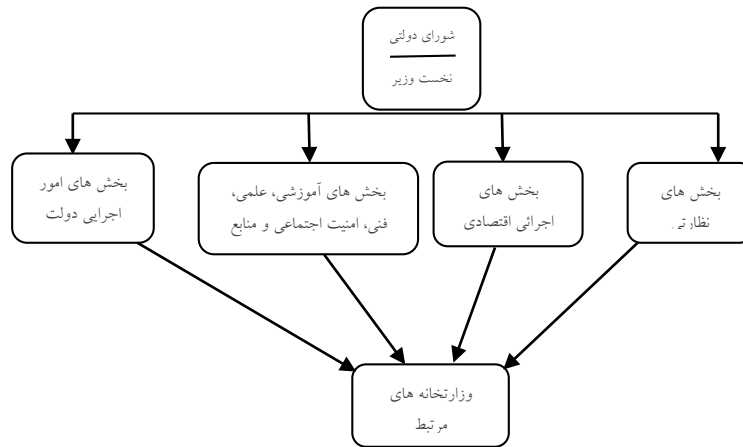 شورای دولتی
نخست وزیر
بخش های
نظارتی
بخش های
اجرائی اقتصادی
بخش های آموزشی، علمی،
فنی، امنیت اجتماعی و منابع
بخش های امور
اجرایی دولت
وزارتخانه های
مرتبط